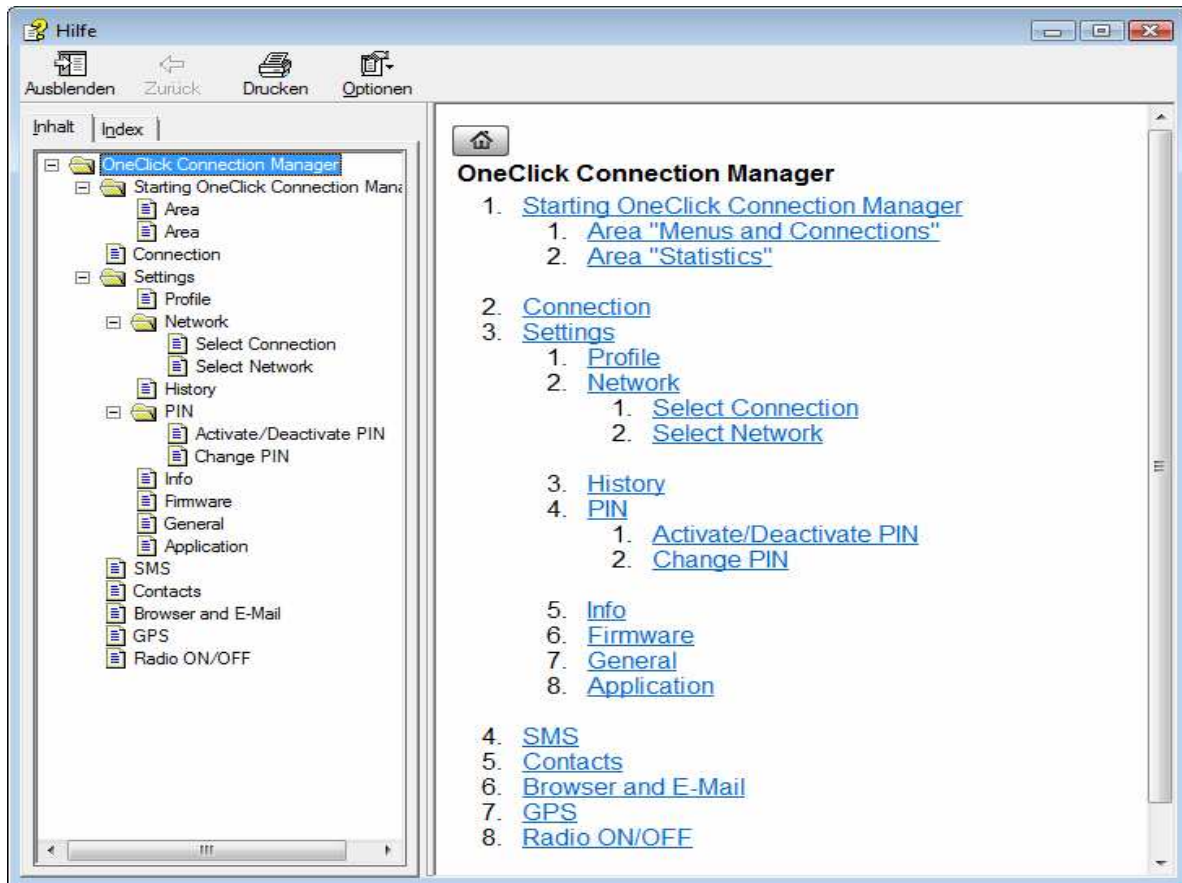 Hilfe
Ausblenden Zurück Drucken Optionen
Inhalt Index
OneClick Connection Manager
Starting OneClick Connection Mana
Area
Area
Connection
Settings
Profile
Network
Select Connection
Select Network
History
PIN
Activate/Deactivate PIN
Change PIN
Info
Firmware
General
Application
SMS
Contacts
Browser and E-Mail
GPS
Radio ON/OFF
OneClick Connection Manager
1. Starting OneClick Connection Manager
1. Area "Menus and Connections"
2. Area "Statistics"
2. Connection
3. Settings
1. Profile
2. Network
1. Select Connection
2. Select Network
3. History
4. PIN
1. Activate/Deactivate PIN
2. Change PIN
5. Info
6. Firmware
7. General
8. Application
4. SMS
5. Contacts
6. Browser and E-Mail
7. GPS
8. Radio ON/OFF